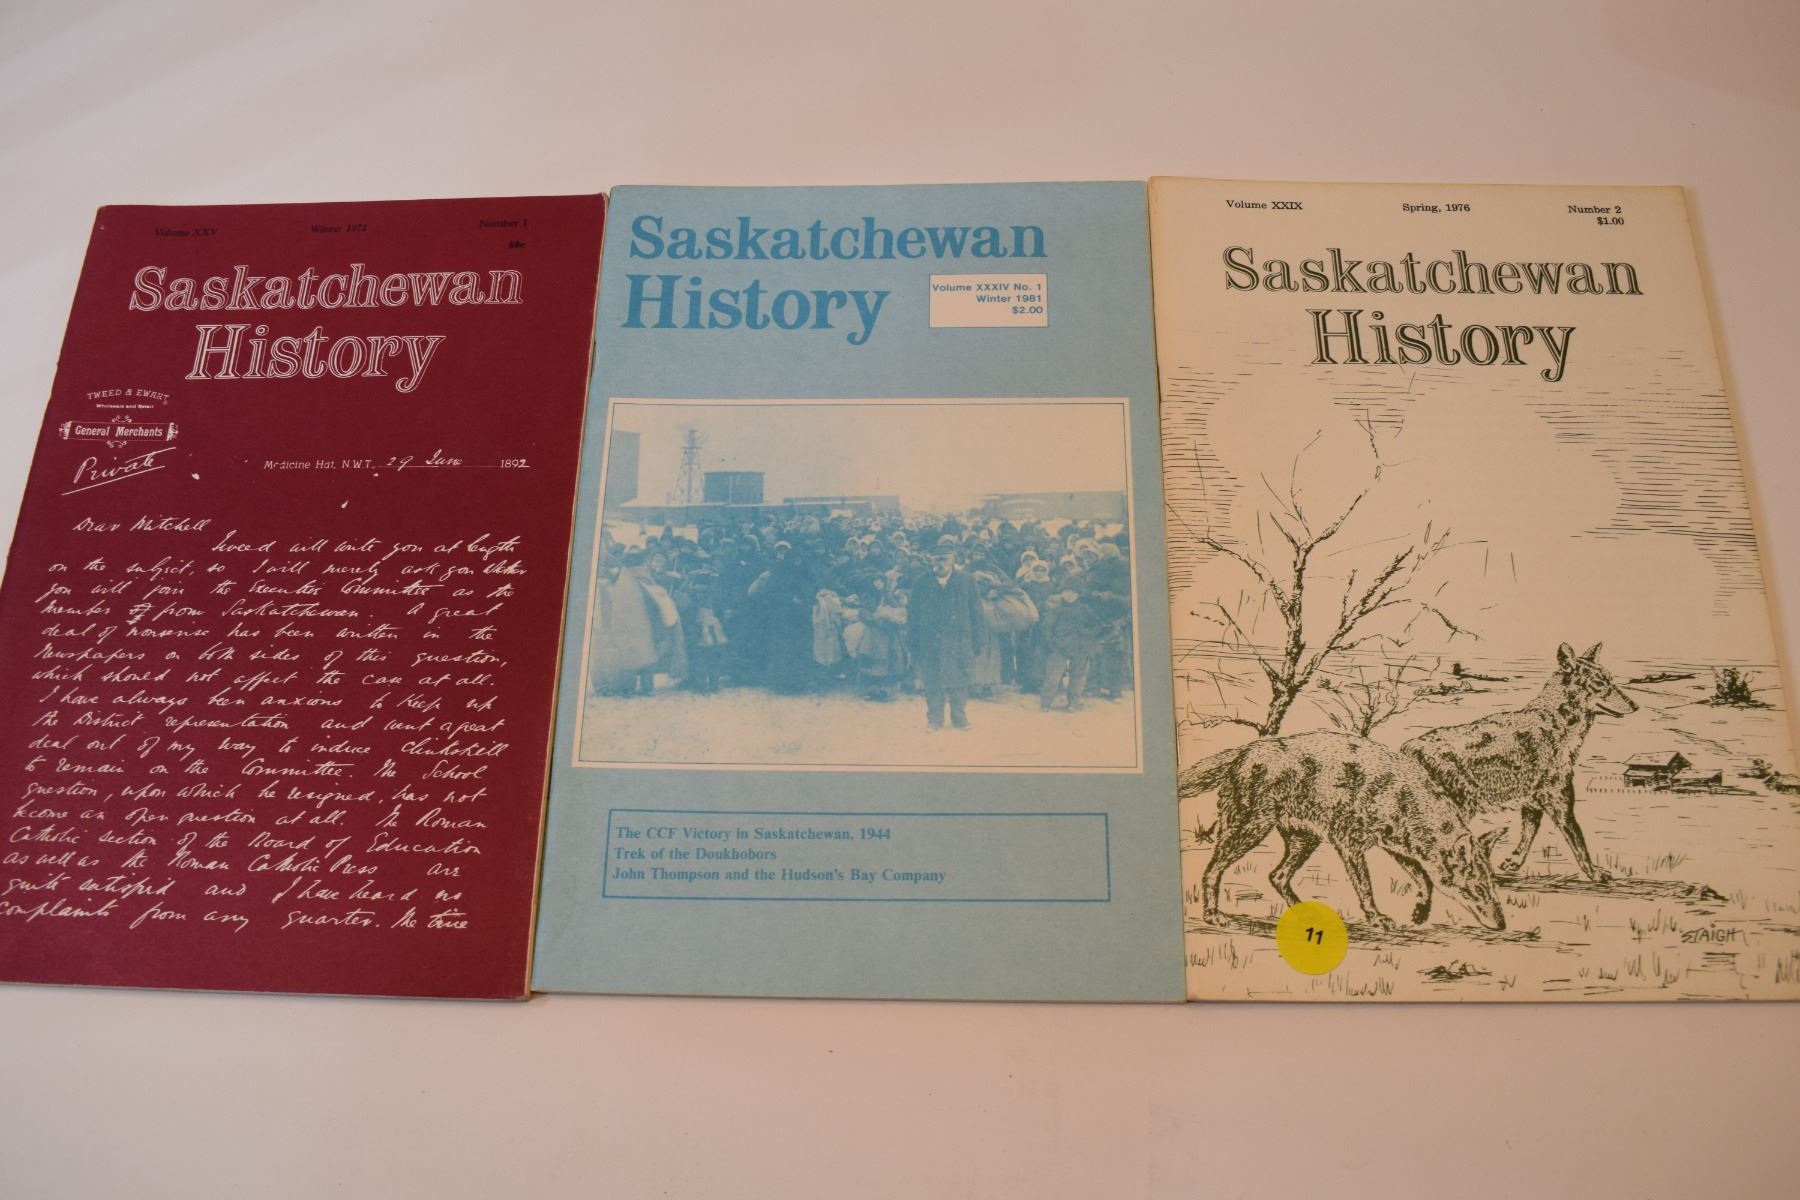 Volume XXV Winter 1972 Number 1
50c
Saskatchewan
History
TWEED & EWART
Wholesale and Retail
General Merchants
Private
Medicine Hat, N.W.T. 29 June 1892
Dear Mitchell
Tweed will write you at length
on the subject, so I will merely ask you whether
you will join the Executive Committee as the
member from Saskatchewan. A great
deal of nonsense has been written in the
Newspapers on both sides of this question,
which should not affect the case at all.
I have always been anxious to keep up
the District representation and went a great
deal out of my way to induce Clinkskill
to remain on the Committee. The School
question, upon which he resigned, has not
become an open question at all. The Roman
Catholic section of the Board of Education
as well as the Roman Catholic Press are
quite satisfied and I have heard no
complaints from any quarter. The true
Saskatchewan
History
Volume XXXIV No. 1
Winter 1981
$2.00
The CCF Victory in Saskatchewan, 1944
Trek of the Doukhobors
John Thompson and the Hudson's Bay Company
Volume XXIX Spring, 1976 Number 2
$1.00
Saskatchewan
History
11
STAIGH